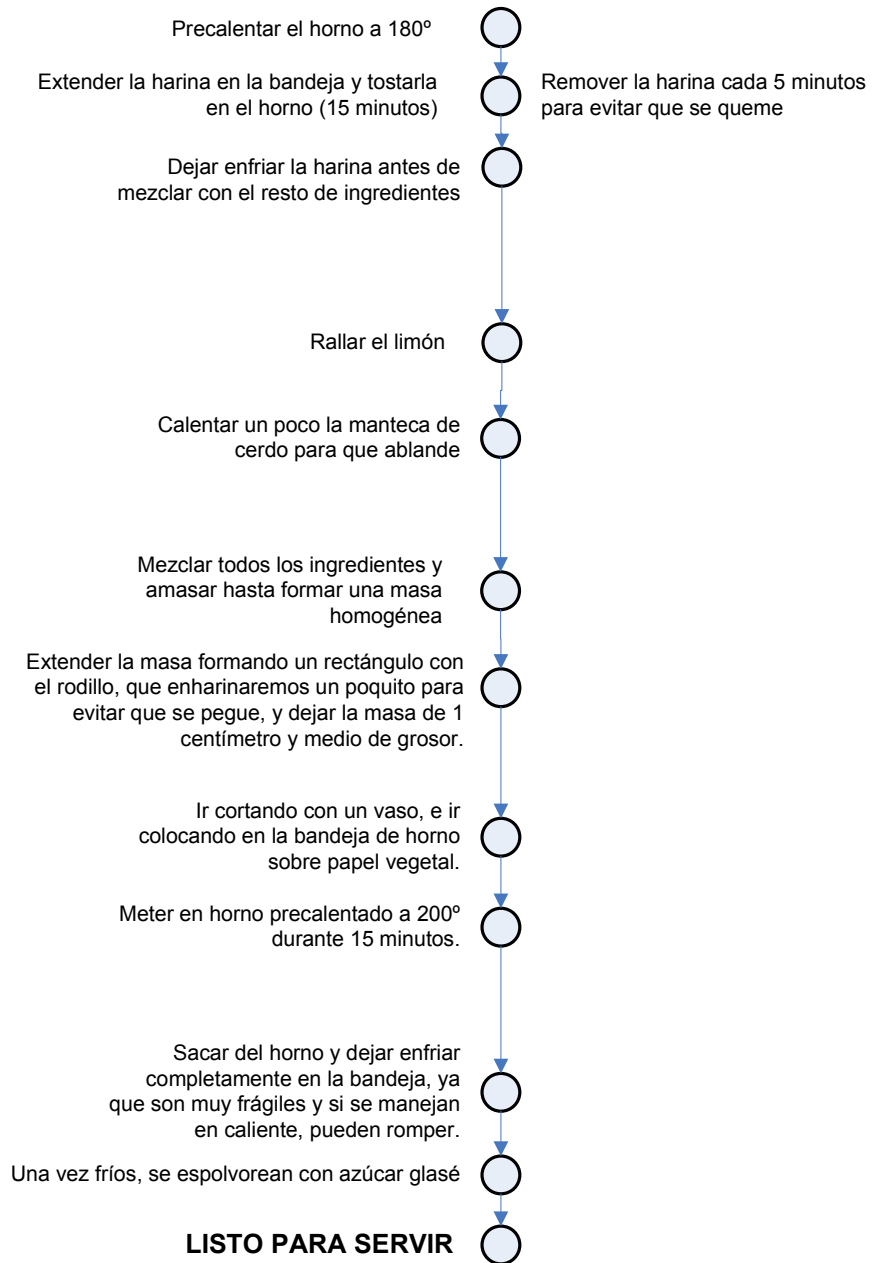 Precalentar el horno a 180º
Extender la harina en la bandeja y tostarla
en el horno (15 minutos)
Remover la harina cada 5 minutos
para evitar que se queme
Dejar enfriar la harina antes de
mezclar con el resto de ingredientes
Rallar el limón
Calentar un poco la manteca de
cerdo para que ablande
Mezclar todos los ingredientes y
amasar hasta formar una masa
homogénea
Extender la masa formando un rectángulo con
el rodillo, que enharinaremos un poquito para
evitar que se pegue, y dejar la masa de 1
centímetro y medio de grosor.
Ir cortando con un vaso, e ir
colocando en la bandeja de horno
sobre papel vegetal.
Meter en horno precalentado a 200º
durante 15 minutos.
Sacar del horno y dejar enfriar
completamente en la bandeja, ya
que son muy frágiles y si se manejan
en caliente, pueden romper.
Una vez fríos, se espolvorean con azúcar glasé
LISTO PARA SERVIR